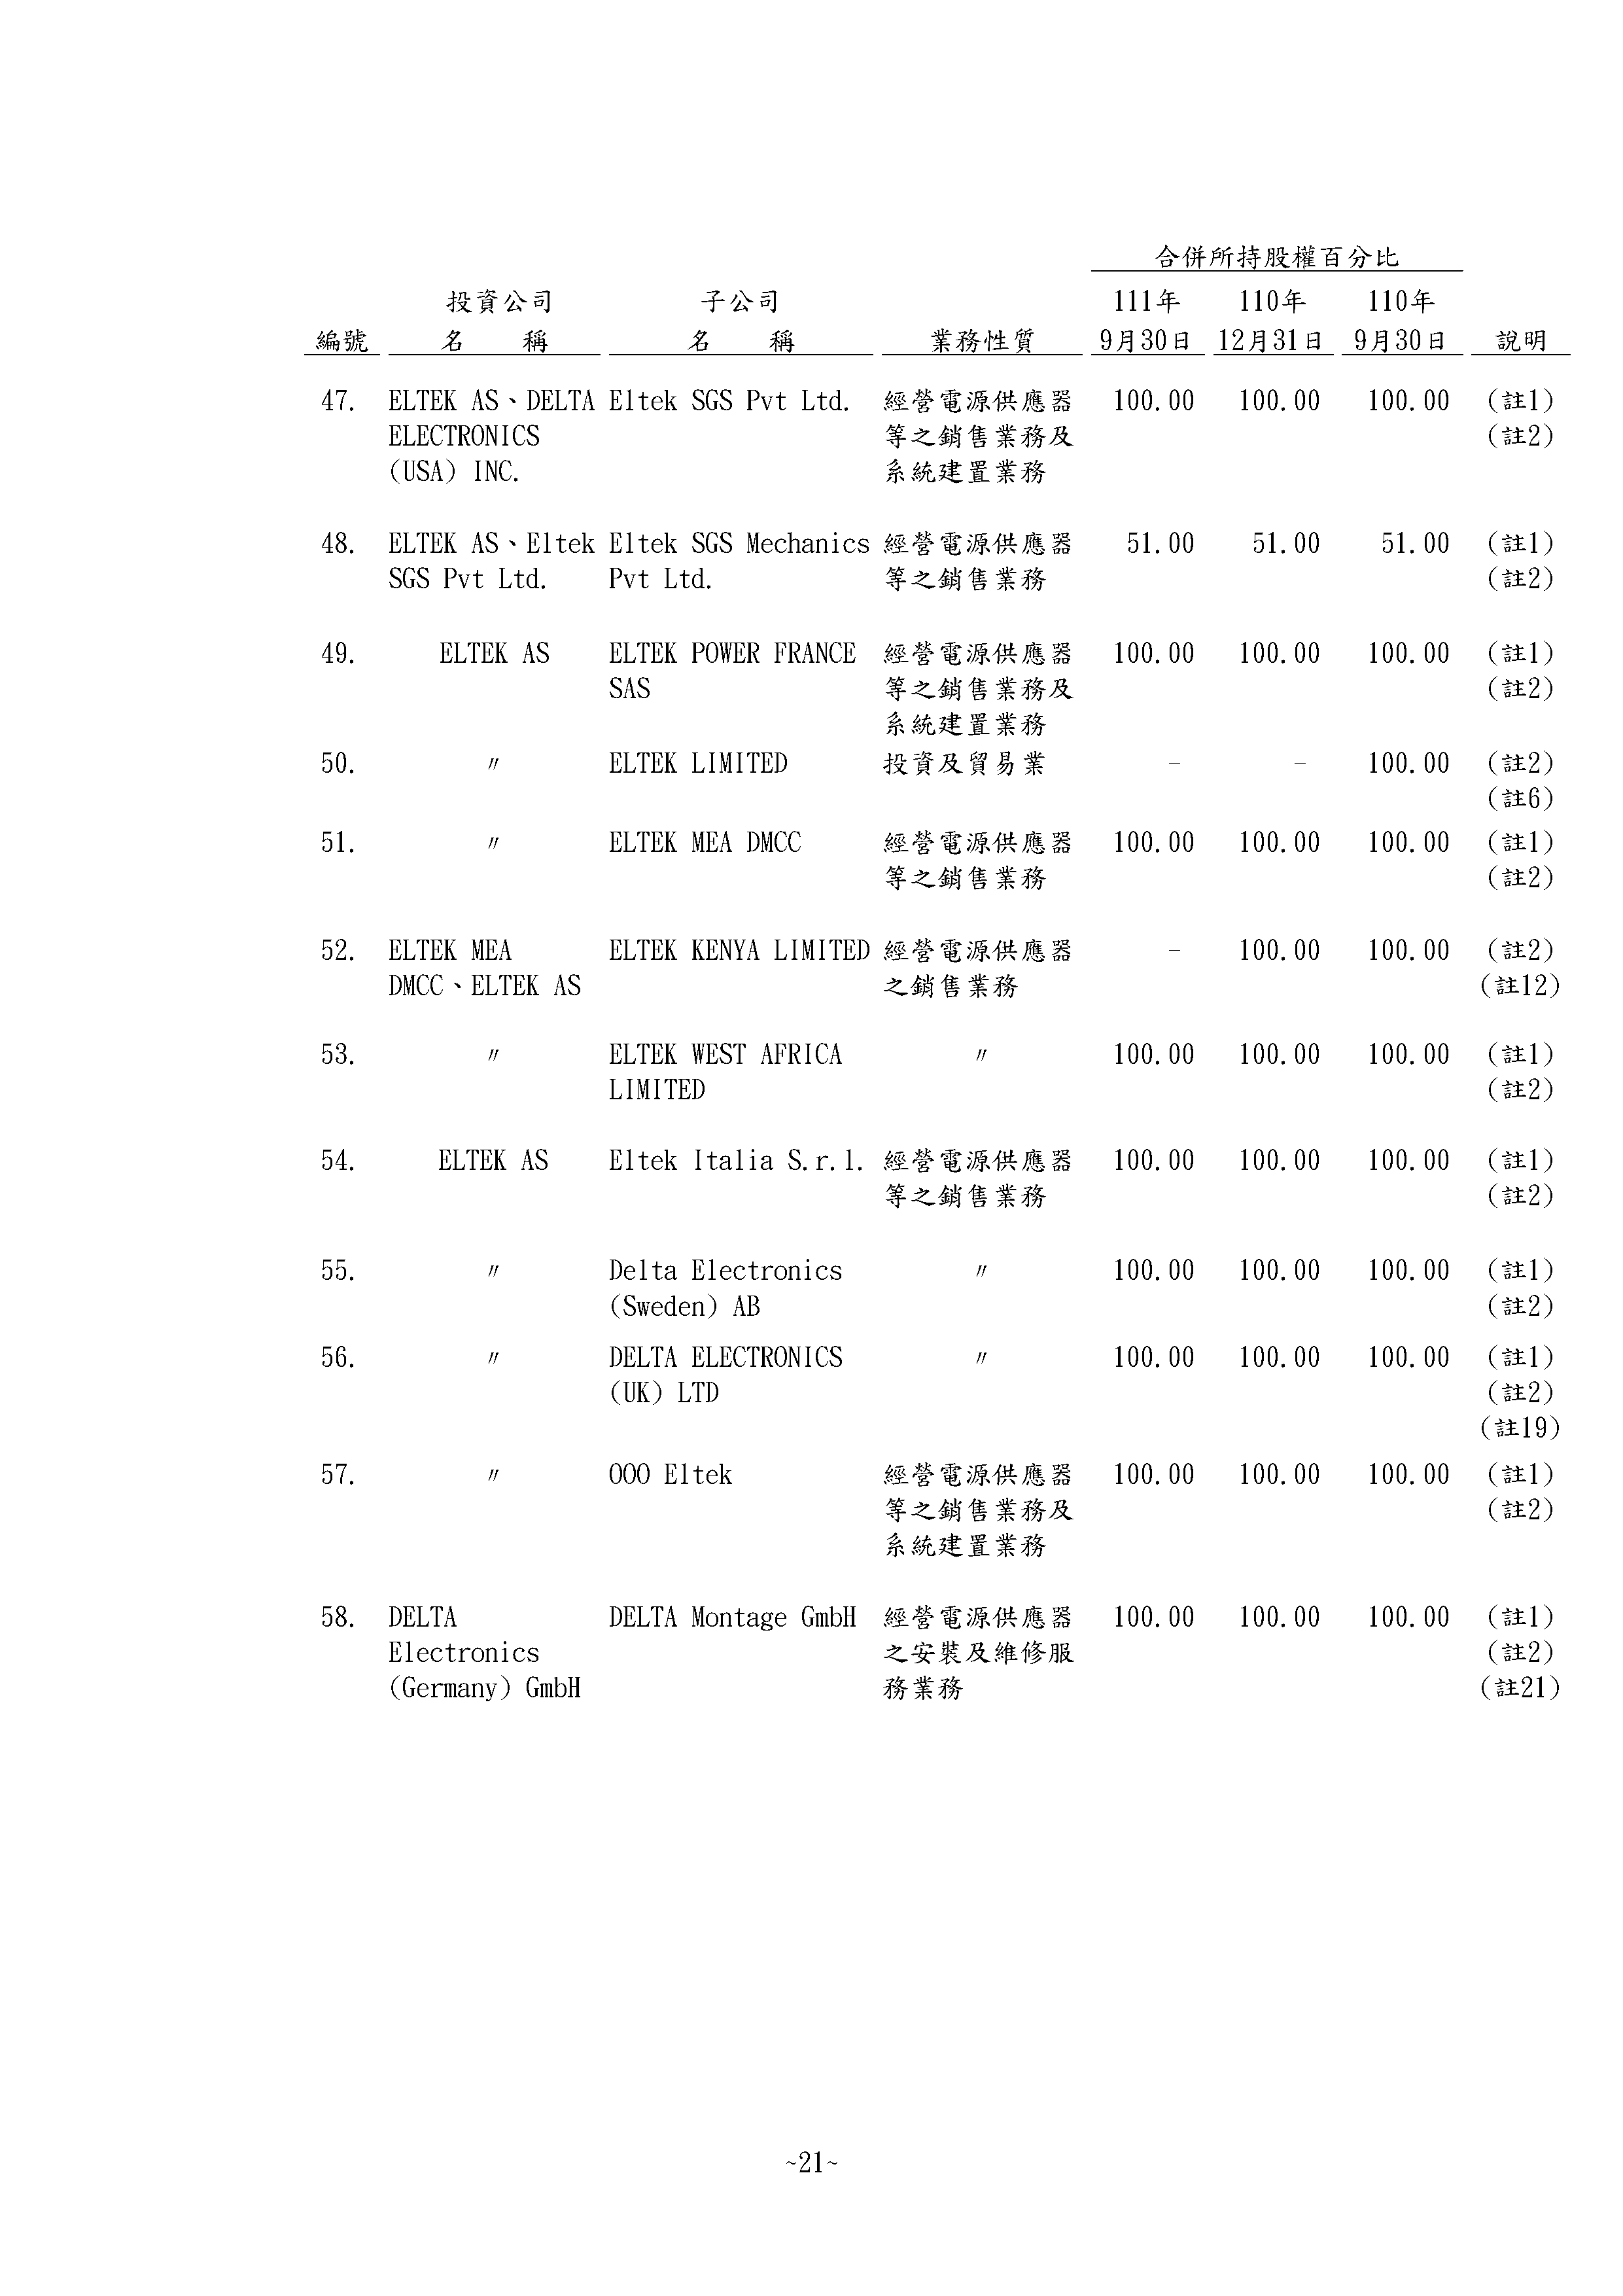 合併所持股權百分比
投資公司 子公司 111年 110年 110年
編號 名 稱 名 稱 業務性質 9月30日 12月31日 9月30日 說明
47. ELTEK AS、DELTA Eltek SGS Pvt Ltd. 經營電源供應器 100.00 100.00 100.00 (註1)
ELECTRONICS 等之銷售業務及 (註2)
(USA) INC. 系統建置業務
48. ELTEK AS、Eltek Eltek SGS Mechanics 經營電源供應器 51.00 51.00 51.00 (註1)
SGS Pvt Ltd. Pvt Ltd. 等之銷售業務 (註2)
49. ELTEK AS ELTEK POWER FRANCE 經營電源供應器 100.00 100.00 100.00 (註1)
SAS 等之銷售業務及 (註2)
系統建置業務
50. 〃 ELTEK LIMITED 投資及貿易業 - - 100.00 (註2)
(註6)
51. 〃 ELTEK MEA DMCC 經營電源供應器 100.00 100.00 100.00 (註1)
等之銷售業務 (註2)
52. ELTEK MEA ELTEK KENYA LIMITED 經營電源供應器 - 100.00 100.00 (註2)
DMCC、ELTEK AS 之銷售業務 (註12)
53. 〃 ELTEK WEST AFRICA 〃 100.00 100.00 100.00 (註1)
LIMITED (註2)
54. ELTEK AS Eltek Italia S.r.l. 經營電源供應器 100.00 100.00 100.00 (註1)
等之銷售業務 (註2)
55. 〃 Delta Electronics 〃 100.00 100.00 100.00 (註1)
(Sweden) AB (註2)
56. 〃 DELTA ELECTRONICS 〃 100.00 100.00 100.00 (註1)
(UK) LTD (註2)
(註19)
57. 〃 OOO Eltek 經營電源供應器 100.00 100.00 100.00 (註1)
等之銷售業務及 (註2)
系統建置業務
58. DELTA DELTA Montage GmbH 經營電源供應器 100.00 100.00 100.00 (註1)
Electronics 之安裝及維修服 (註2)
(Germany) GmbH 務業務 (註21)
~21~